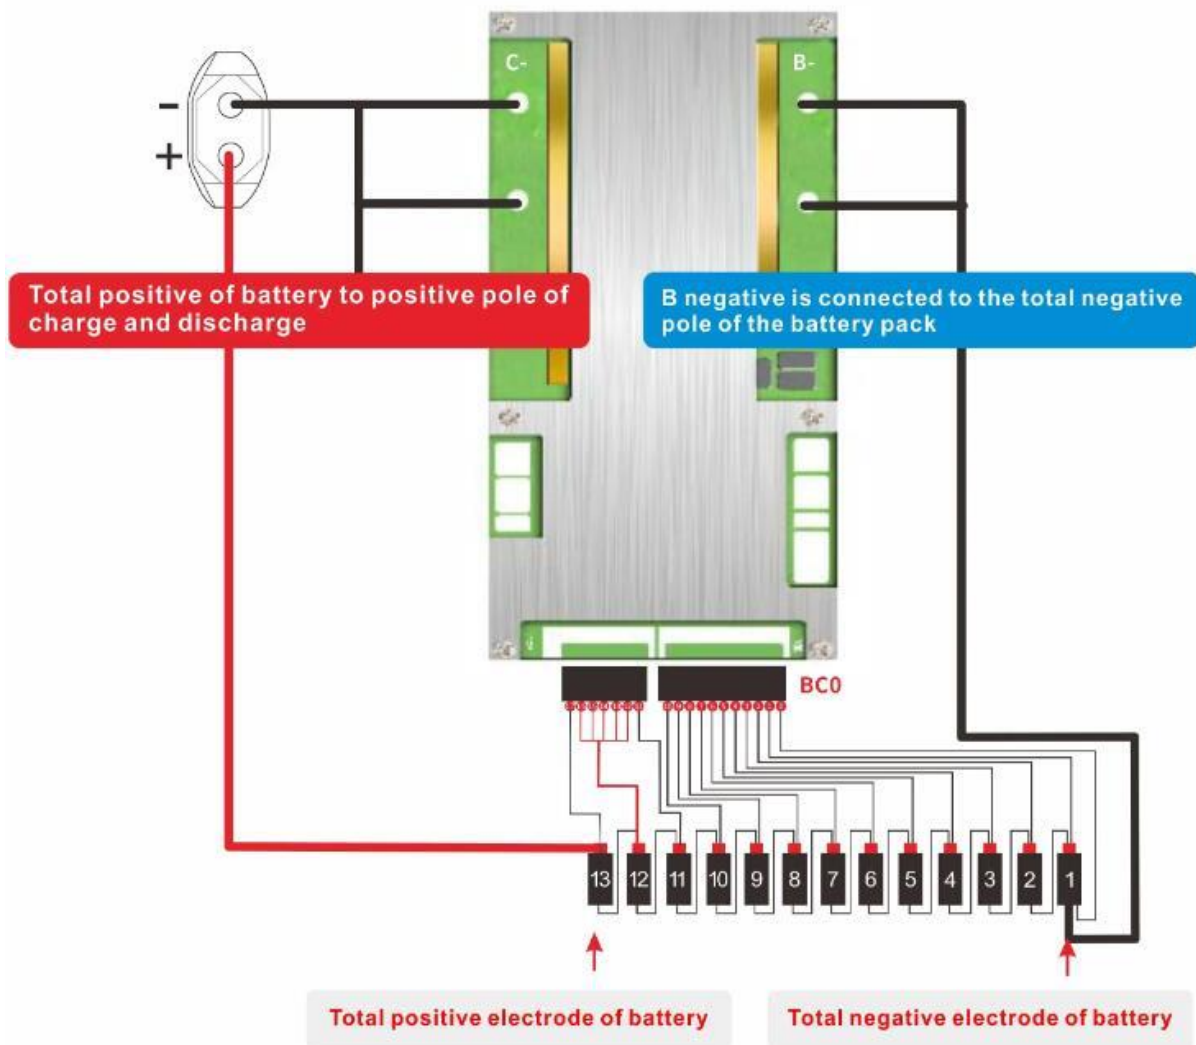 C-
B-
-
+
Total positive of battery to positive pole of
charge and discharge
B negative is connected to the total negative
pole of the battery pack
BC0
13 12 11 10 9 8 7 6 5 4 3 2 1
Total positive electrode of battery
Total negative electrode of battery